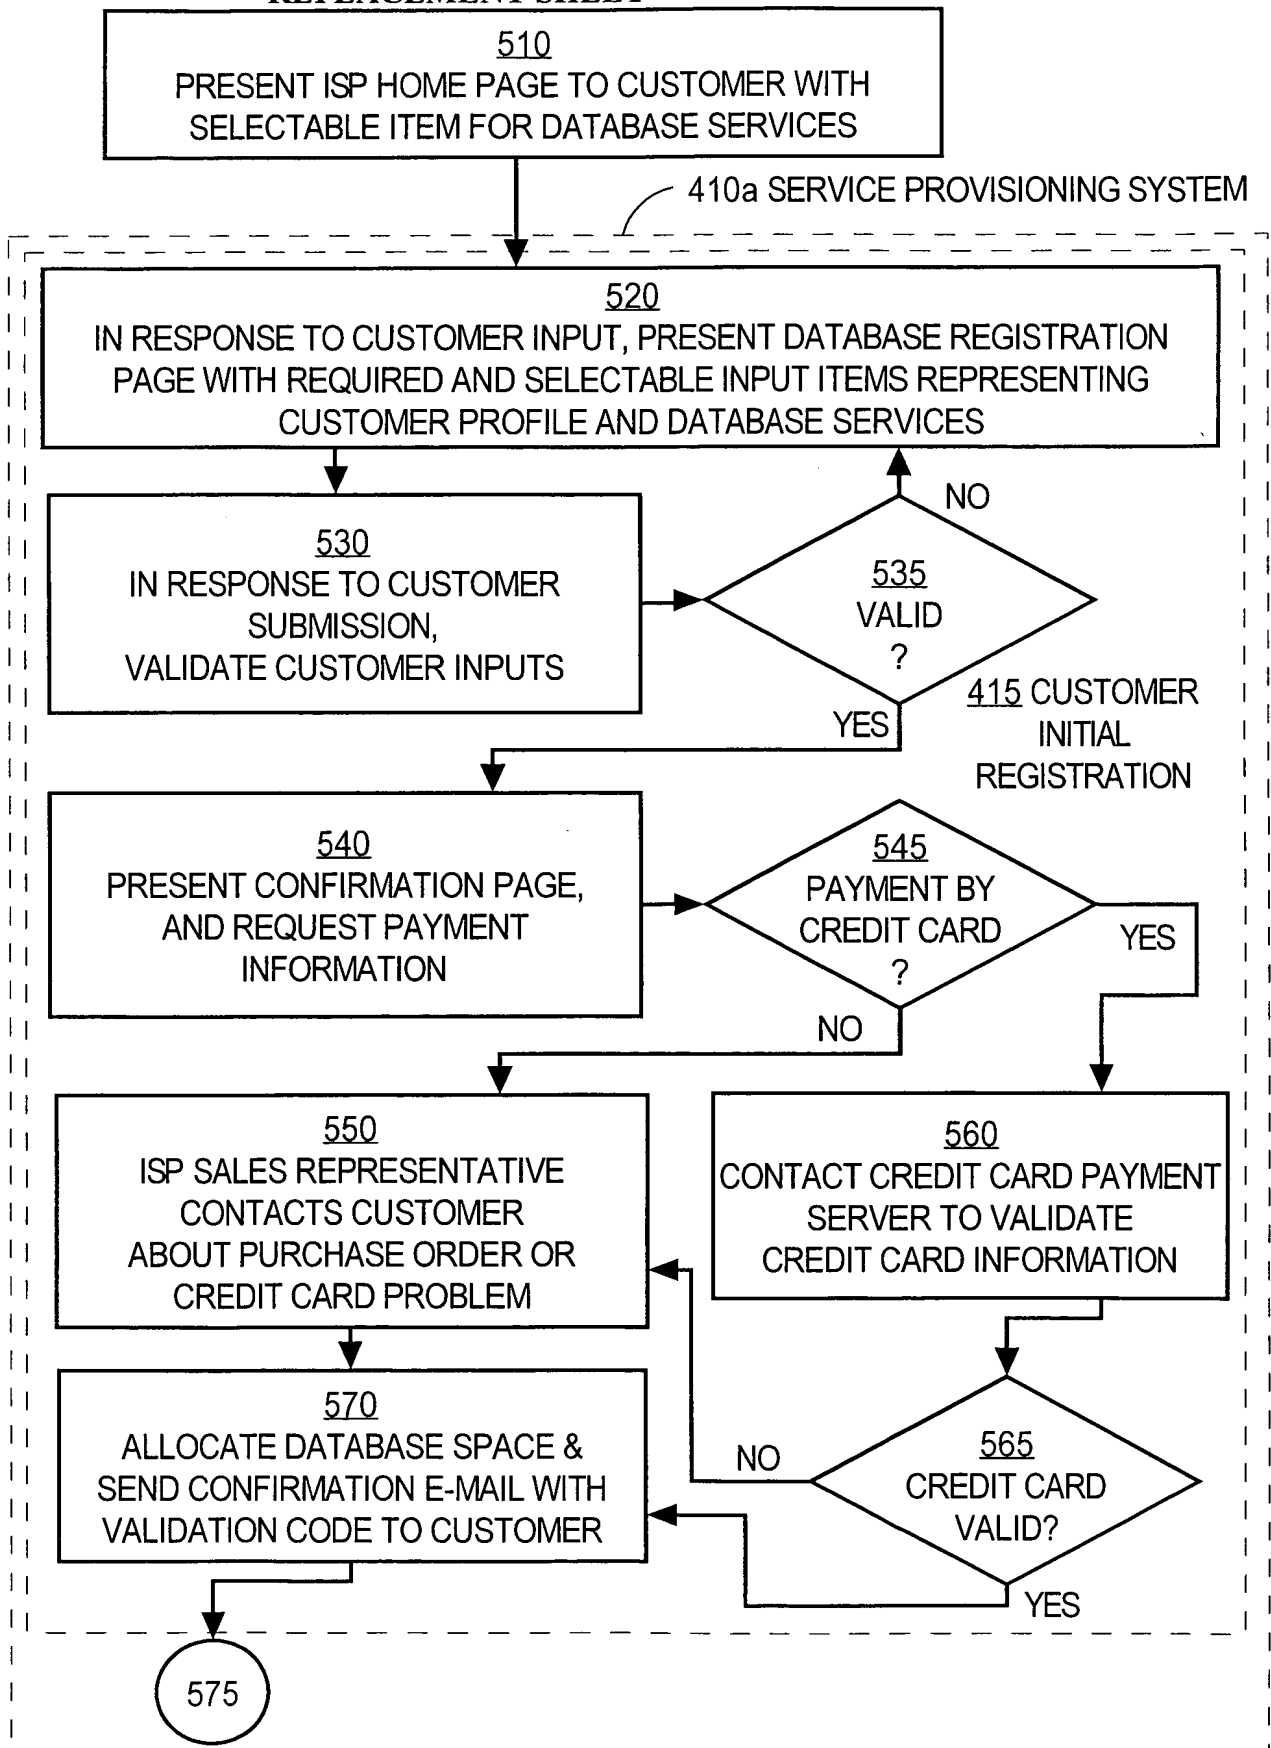 REPLACEMENT SHEET
510
PRESENT ISP HOME PAGE TO CUSTOMER WITH
SELECTABLE ITEM FOR DATABASE SERVICES
410a SERVICE PROVISIONING SYSTEM
520
IN RESPONSE TO CUSTOMER INPUT, PRESENT DATABASE REGISTRATION
PAGE WITH REQUIRED AND SELECTABLE INPUT ITEMS REPRESENTING
CUSTOMER PROFILE AND DATABASE SERVICES
NO
530
IN RESPONSE TO CUSTOMER
SUBMISSION,
VALIDATE CUSTOMER INPUTS
535
VALID
?
415 CUSTOMER
INITIAL
REGISTRATION
YES
540
PRESENT CONFIRMATION PAGE,
AND REQUEST PAYMENT
INFORMATION
545
PAYMENT BY
CREDIT CARD
?
YES
NO
550
ISP SALES REPRESENTATIVE
CONTACTS CUSTOMER
ABOUT PURCHASE ORDER OR
CREDIT CARD PROBLEM
560
CONTACT CREDIT CARD PAYMENT
SERVER TO VALIDATE
CREDIT CARD INFORMATION
570
ALLOCATE DATABASE SPACE &
SEND CONFIRMATION E-MAIL WITH
VALIDATION CODE TO CUSTOMER
NO
565
CREDIT CARD
VALID?
YES
575